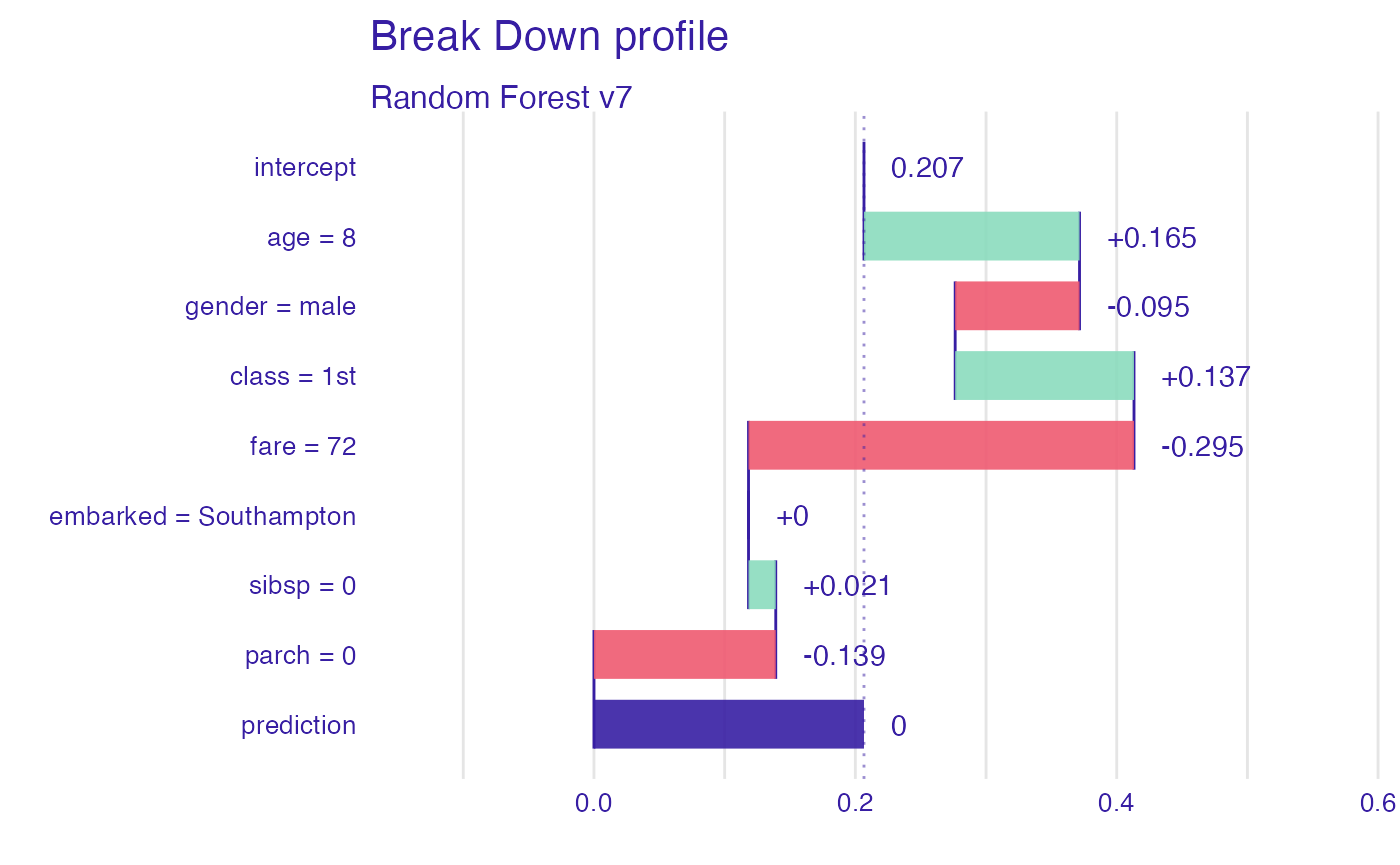 Break Down profile
Random Forest v7
intercept 0.207
age = 8 +0.165
gender = male -0.095
class = 1st +0.137
fare = 72 -0.295
embarked = Southampton +0
sibsp = 0 +0.021
parch = 0 -0.139
prediction 0
0.0 0.2 0.4 0.6